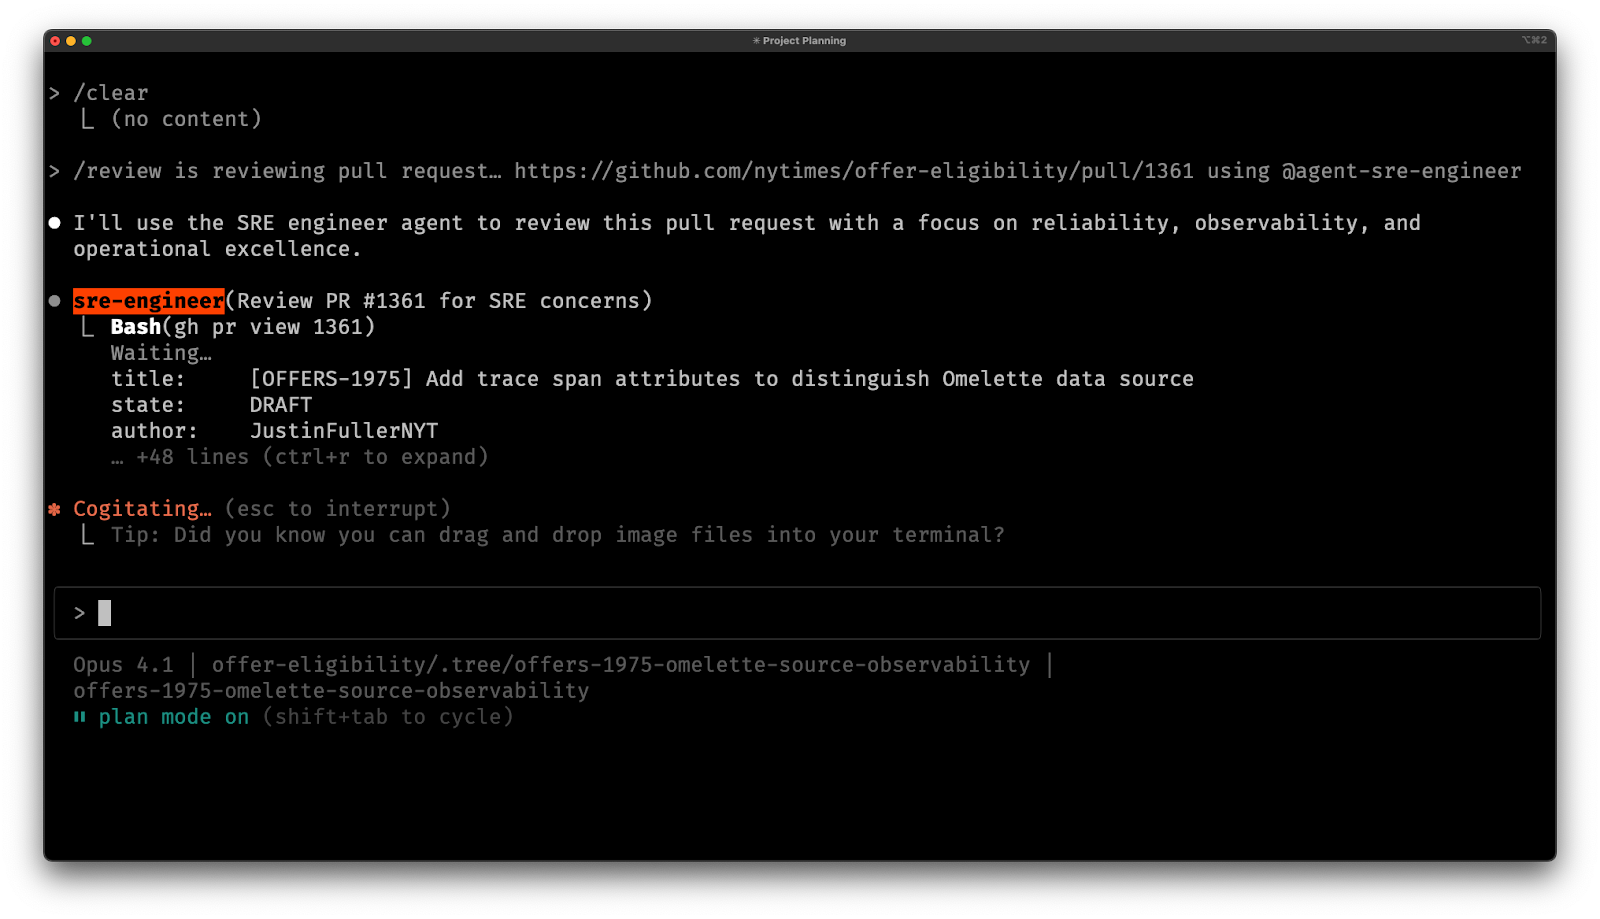 ✳ Project Planning
⌥⌘2
> /clear
⎿ (no content)
> /review is reviewing pull request… https://github.com/nytimes/offer-eligibility/pull/1361 using @agent-sre-engineer
● I'll use the SRE engineer agent to review this pull request with a focus on reliability, observability, and
operational excellence.
● sre-engineer(Review PR #1361 for SRE concerns)
⎿ Bash(gh pr view 1361)
Waiting…
title: [OFFERS-1975] Add trace span attributes to distinguish Omelette data source
state: DRAFT
author: JustinFullerNYT
… +48 lines (ctrl+r to expand)
✽ Cogitating… (esc to interrupt)
⎿ Tip: Did you know you can drag and drop image files into your terminal?
>
Opus 4.1 | offer-eligibility/.tree/offers-1975-omelette-source-observability |
offers-1975-omelette-source-observability
⏸ plan mode on (shift+tab to cycle)